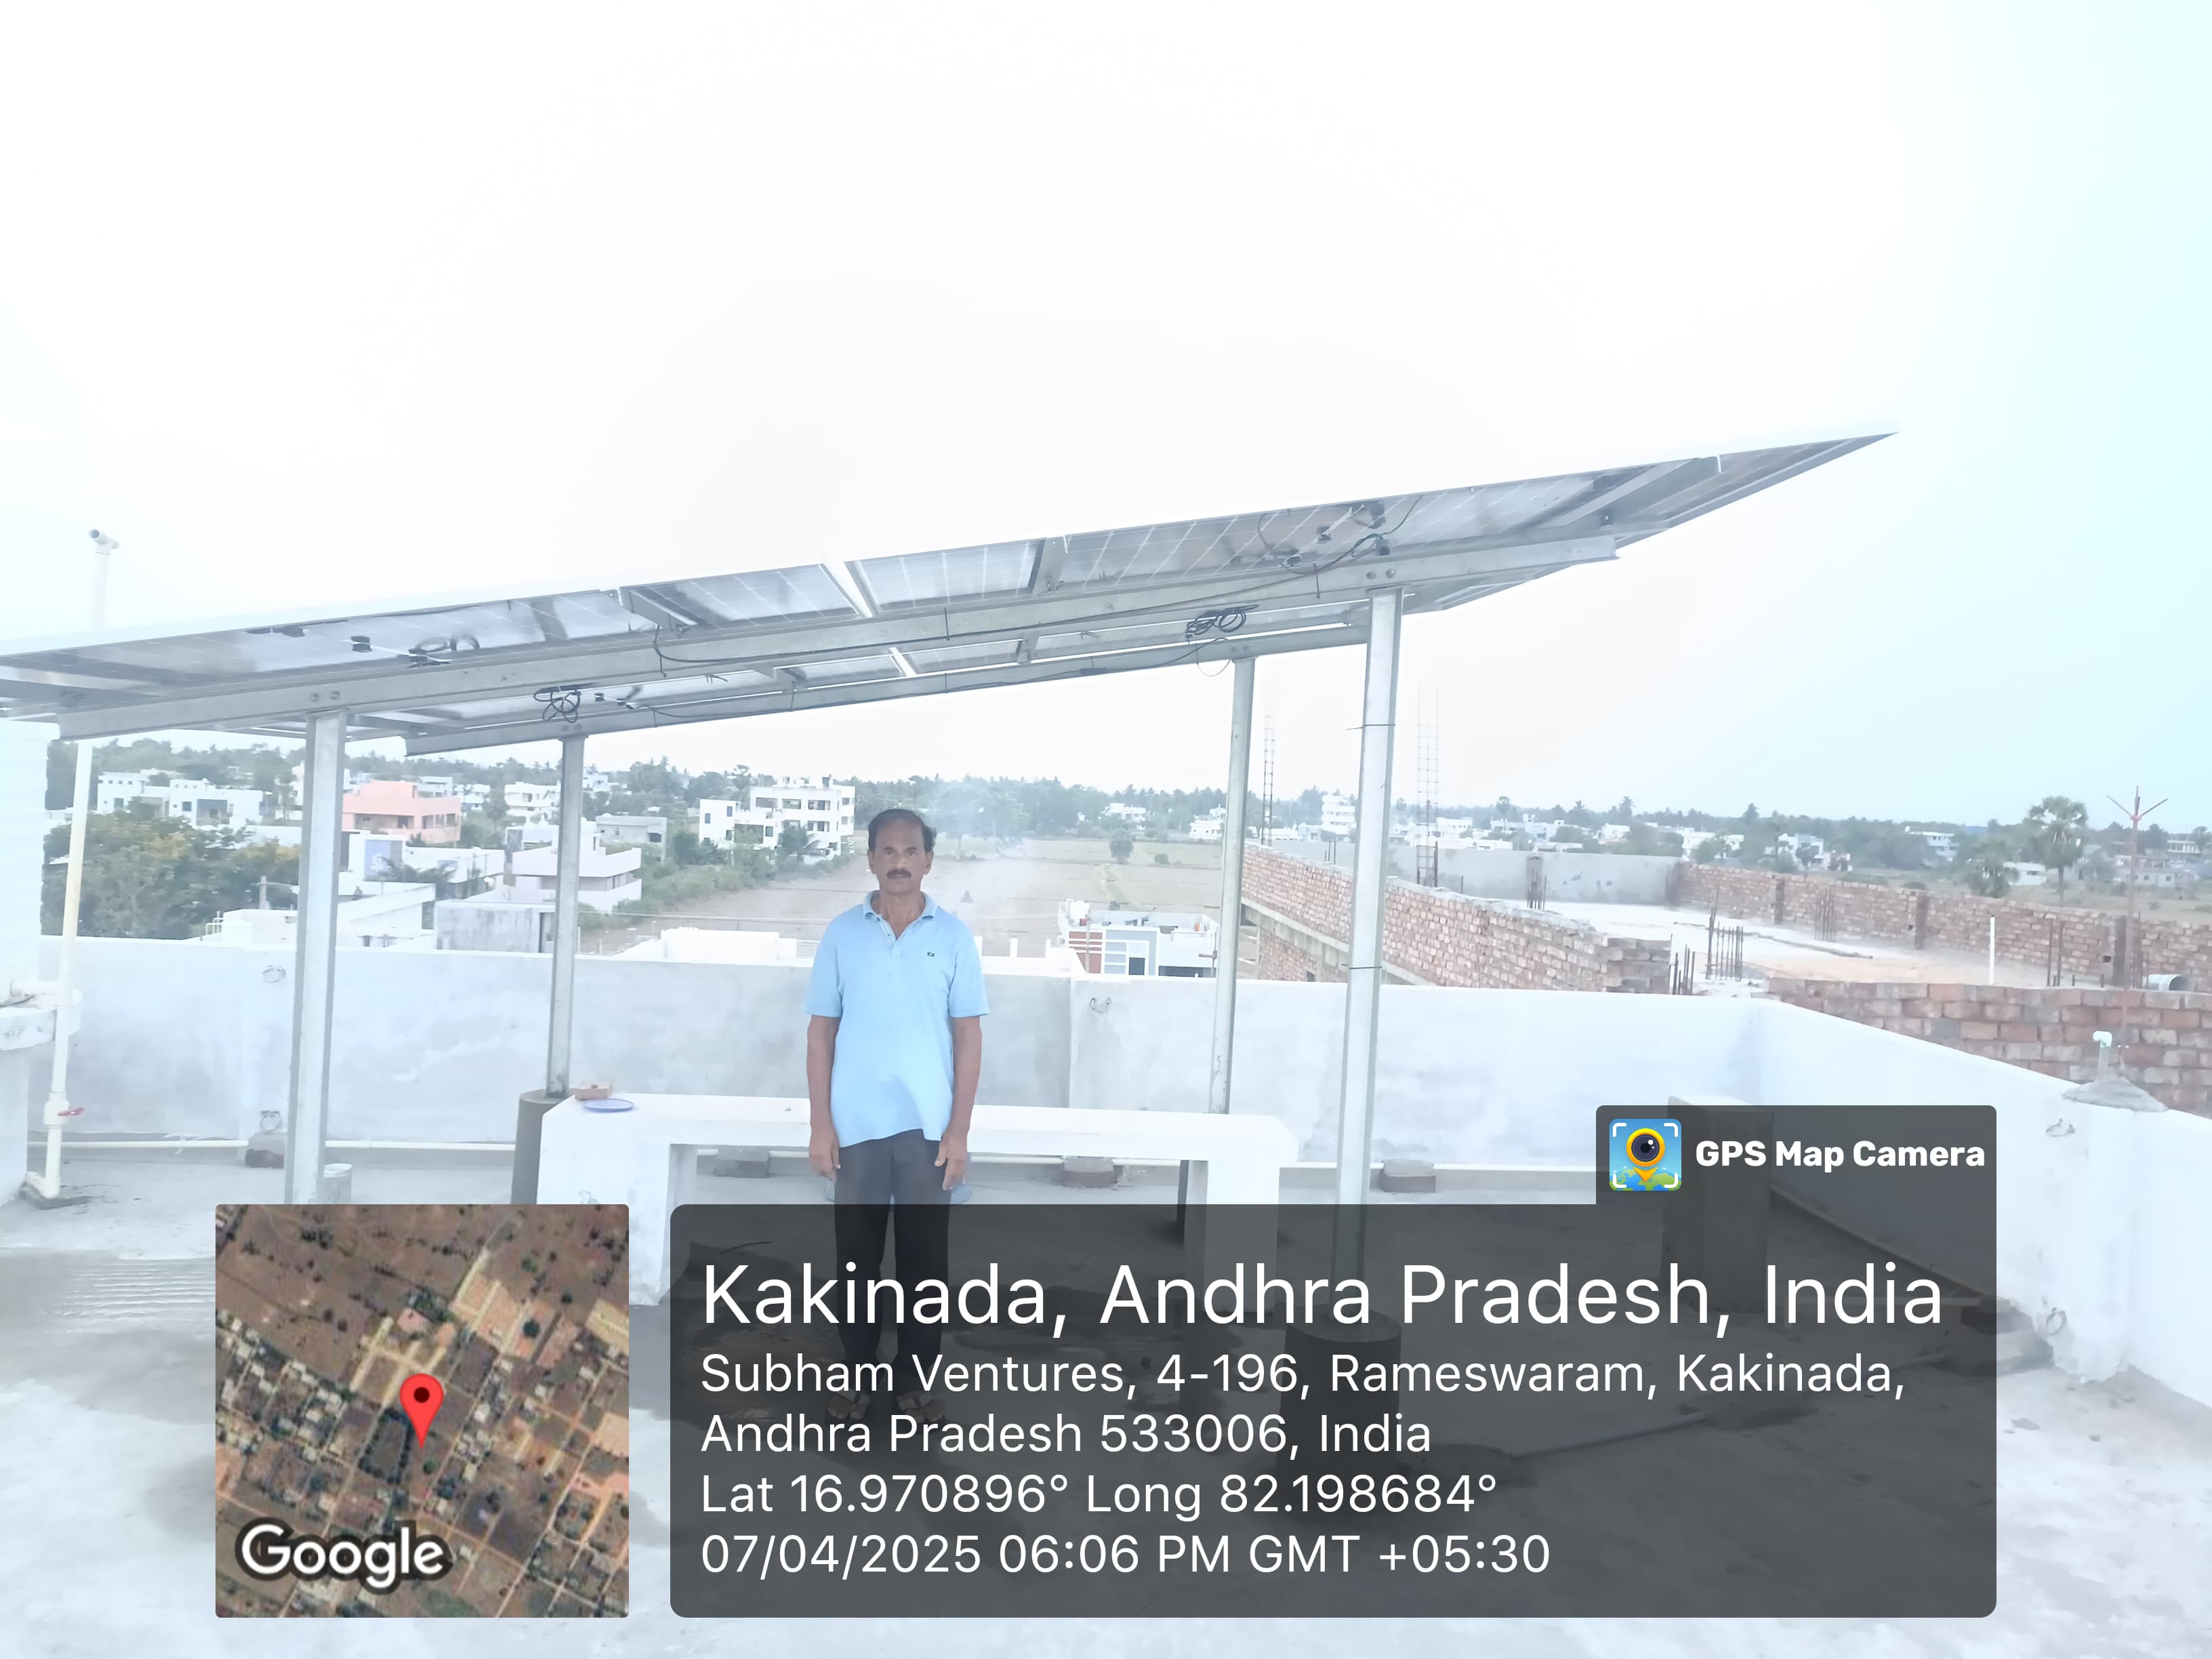 GPS Map Camera
Kakinada, Andhra Pradesh, India
Subham Ventures, 4-196, Rameswaram, Kakinada,
Andhra Pradesh 533006, India
Lat 16.970896° Long 82.198684°
07/04/2025 06:06 PM GMT +05:30
Google